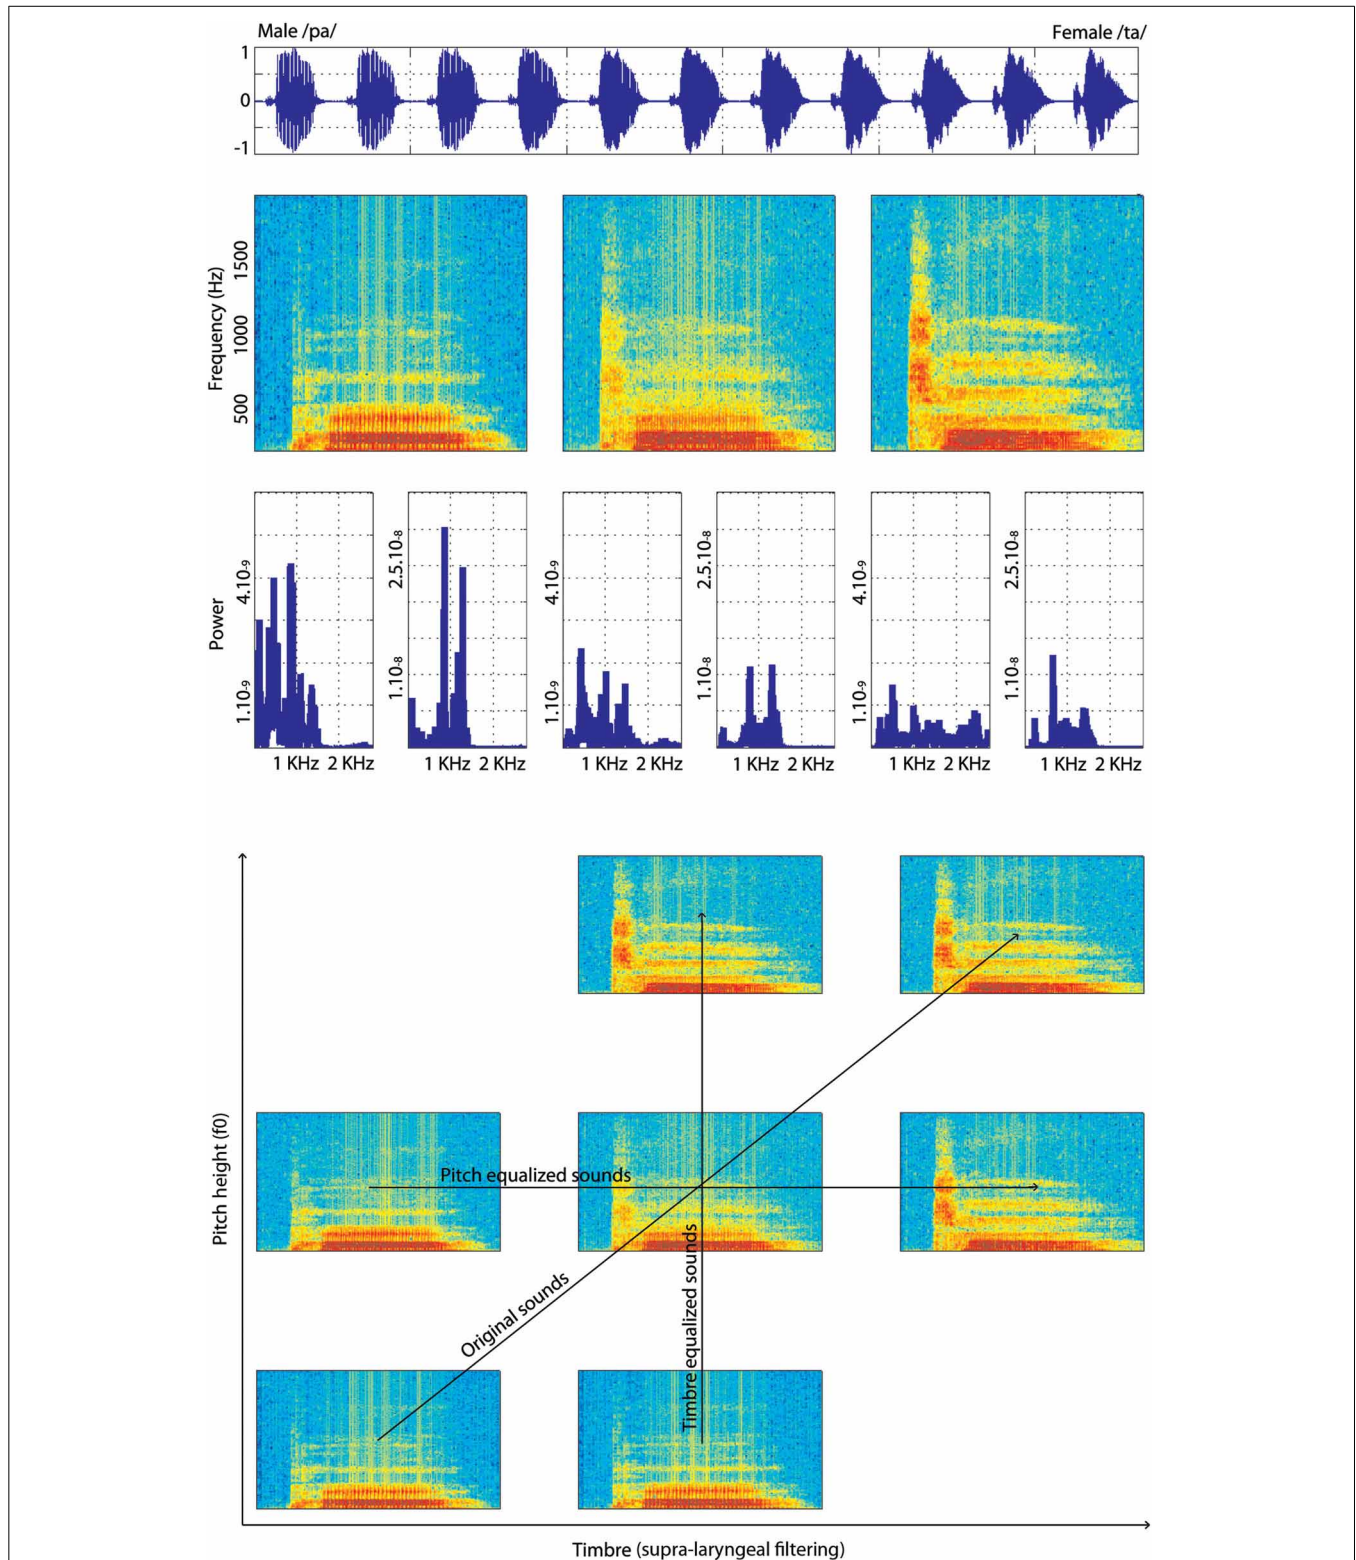 Male /pa/ Female /ta/
1
0
-1
Frequency (Hz)
1500
1000
500
Power
4.10-9
1.10-9
2.5.10-8
1.10-8
4.10-9
1.10-9
2.5.10-8
1.10-8
4.10-9
1.10-9
2.5.10-8
1.10-8
1 KHz 2 KHz 1 KHz 2 KHz 1 KHz 2 KHz 1 KHz 2 KHz 1 KHz 2 KHz 1 KHz 2 KHz
Pitch height (f0)
Pitch equalized sounds
Original sounds
Timbre equalized sounds
Timbre (supra-laryngeal filtering)